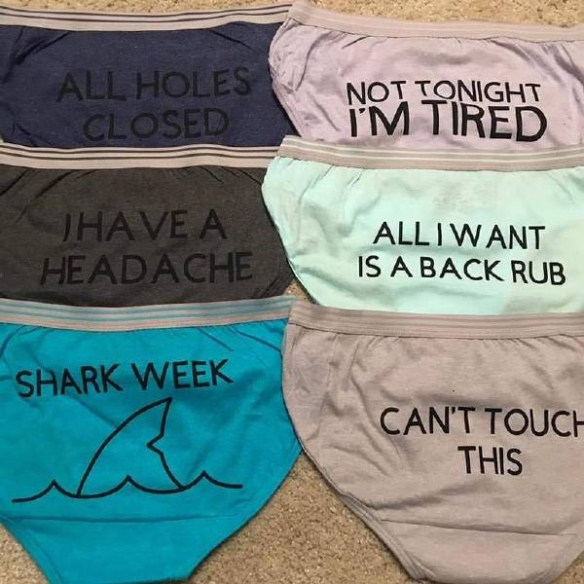 ALL HOLES
CLOSED
NOT TONIGHT
I'M TIRED
I HAVE A
HEADACHE
ALL I WANT
IS A BACK RUB
SHARK WEEK
CAN'T TOUCH
THIS